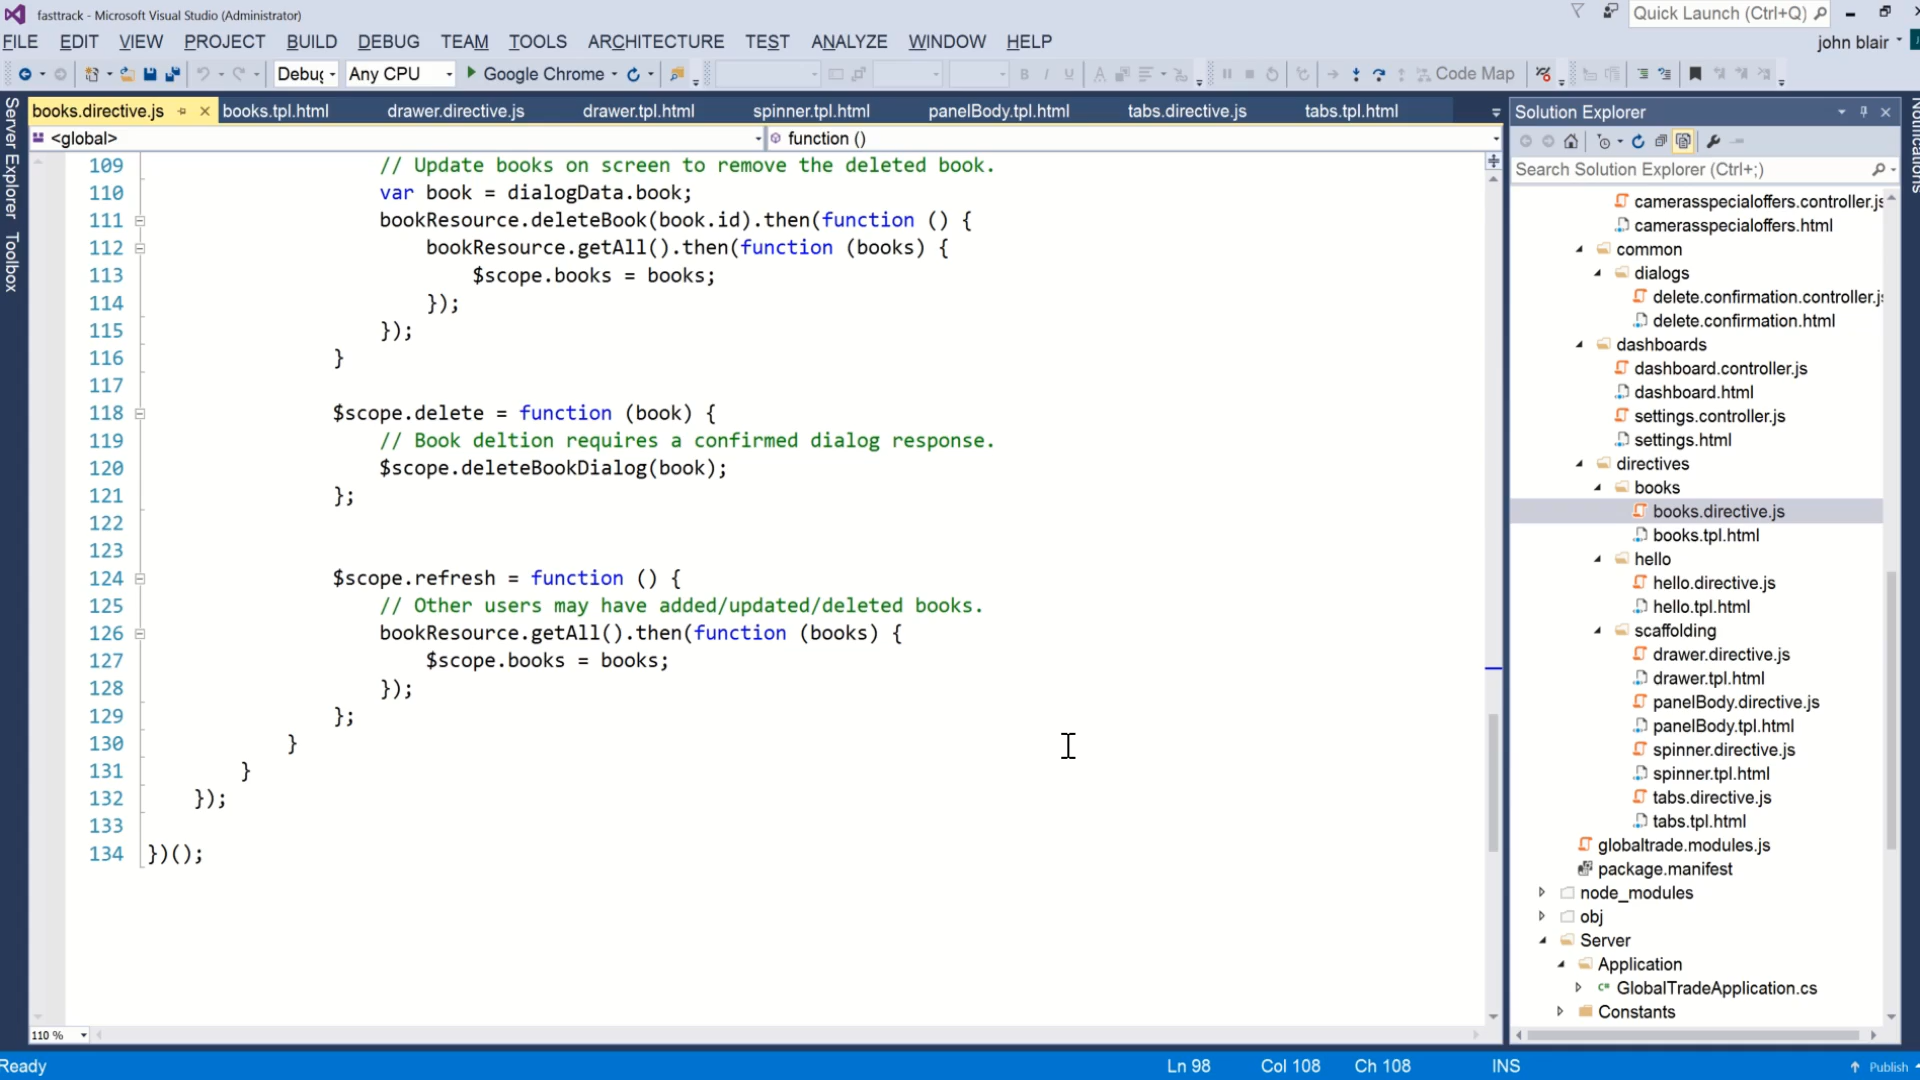 fasttrack - Microsoft Visual Studio (Administrator)
Quick Launch (Ctrl+Q)
FILE EDIT VIEW PROJECT BUILD DEBUG TEAM TOOLS ARCHITECTURE TEST ANALYZE WINDOW HELP
john blair
Debug Any CPU Google Chrome Code Map
books.directive.js books.tpl.html drawer.directive.js drawer.tpl.html spinner.tpl.html panelBody.tpl.html tabs.directive.js tabs.tpl.html
<global> function ()
Server Explorer
Toolbox
109 // Update books on screen to remove the deleted book.
110 var book = dialogData.book;
111 bookResource.deleteBook(book.id).then(function () {
112 bookResource.getAll().then(function (books) {
113 $scope.books = books;
114 });
115 });
116 }
117
118 $scope.delete = function (book) {
119 // Book deltion requires a confirmed dialog response.
120 $scope.deleteBookDialog(book);
121 };
122
123
124 $scope.refresh = function () {
125 // Other users may have added/updated/deleted books.
126 bookResource.getAll().then(function (books) {
127 $scope.books = books;
128 });
129 };
130 }
131 }
132 });
133
134 })();
110 %
Solution Explorer
Search Solution Explorer (Ctrl+;)
camerasspecialoffers.controller.js
camerasspecialoffers.html
common
dialogs
delete.confirmation.controller.js
delete.confirmation.html
dashboards
dashboard.controller.js
dashboard.html
settings.controller.js
settings.html
directives
books
books.directive.js
books.tpl.html
hello
hello.directive.js
hello.tpl.html
scaffolding
drawer.directive.js
drawer.tpl.html
panelBody.directive.js
panelBody.tpl.html
spinner.directive.js
spinner.tpl.html
tabs.directive.js
tabs.tpl.html
globaltrade.modules.js
package.manifest
node_modules
obj
Server
Application
GlobalTradeApplication.cs
Constants
Notifications
Ready Ln 98 Col 108 Ch 108 INS Publish